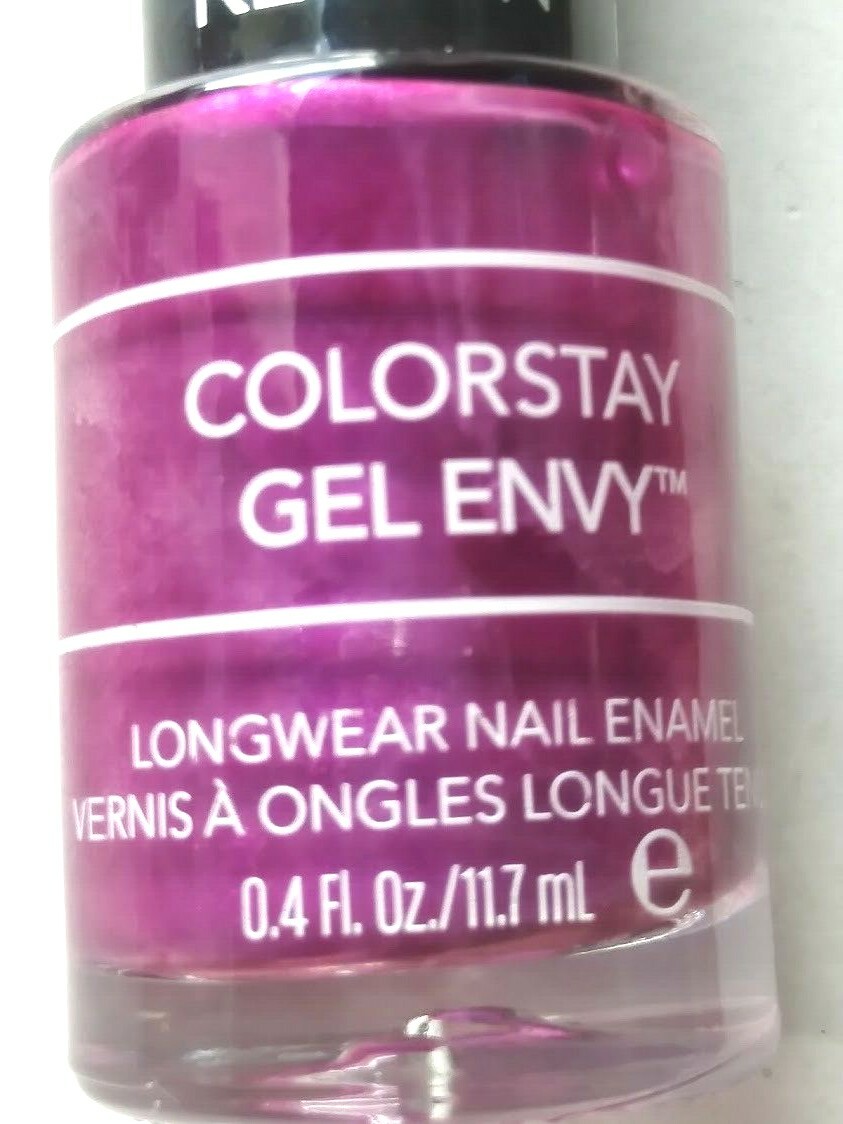 COLORSTAY
GEL ENVY™
LONGWEAR NAIL ENAMEL
VERNIS À ONGLES LONGUE
0.4 Fl. Oz./11.7 mL e